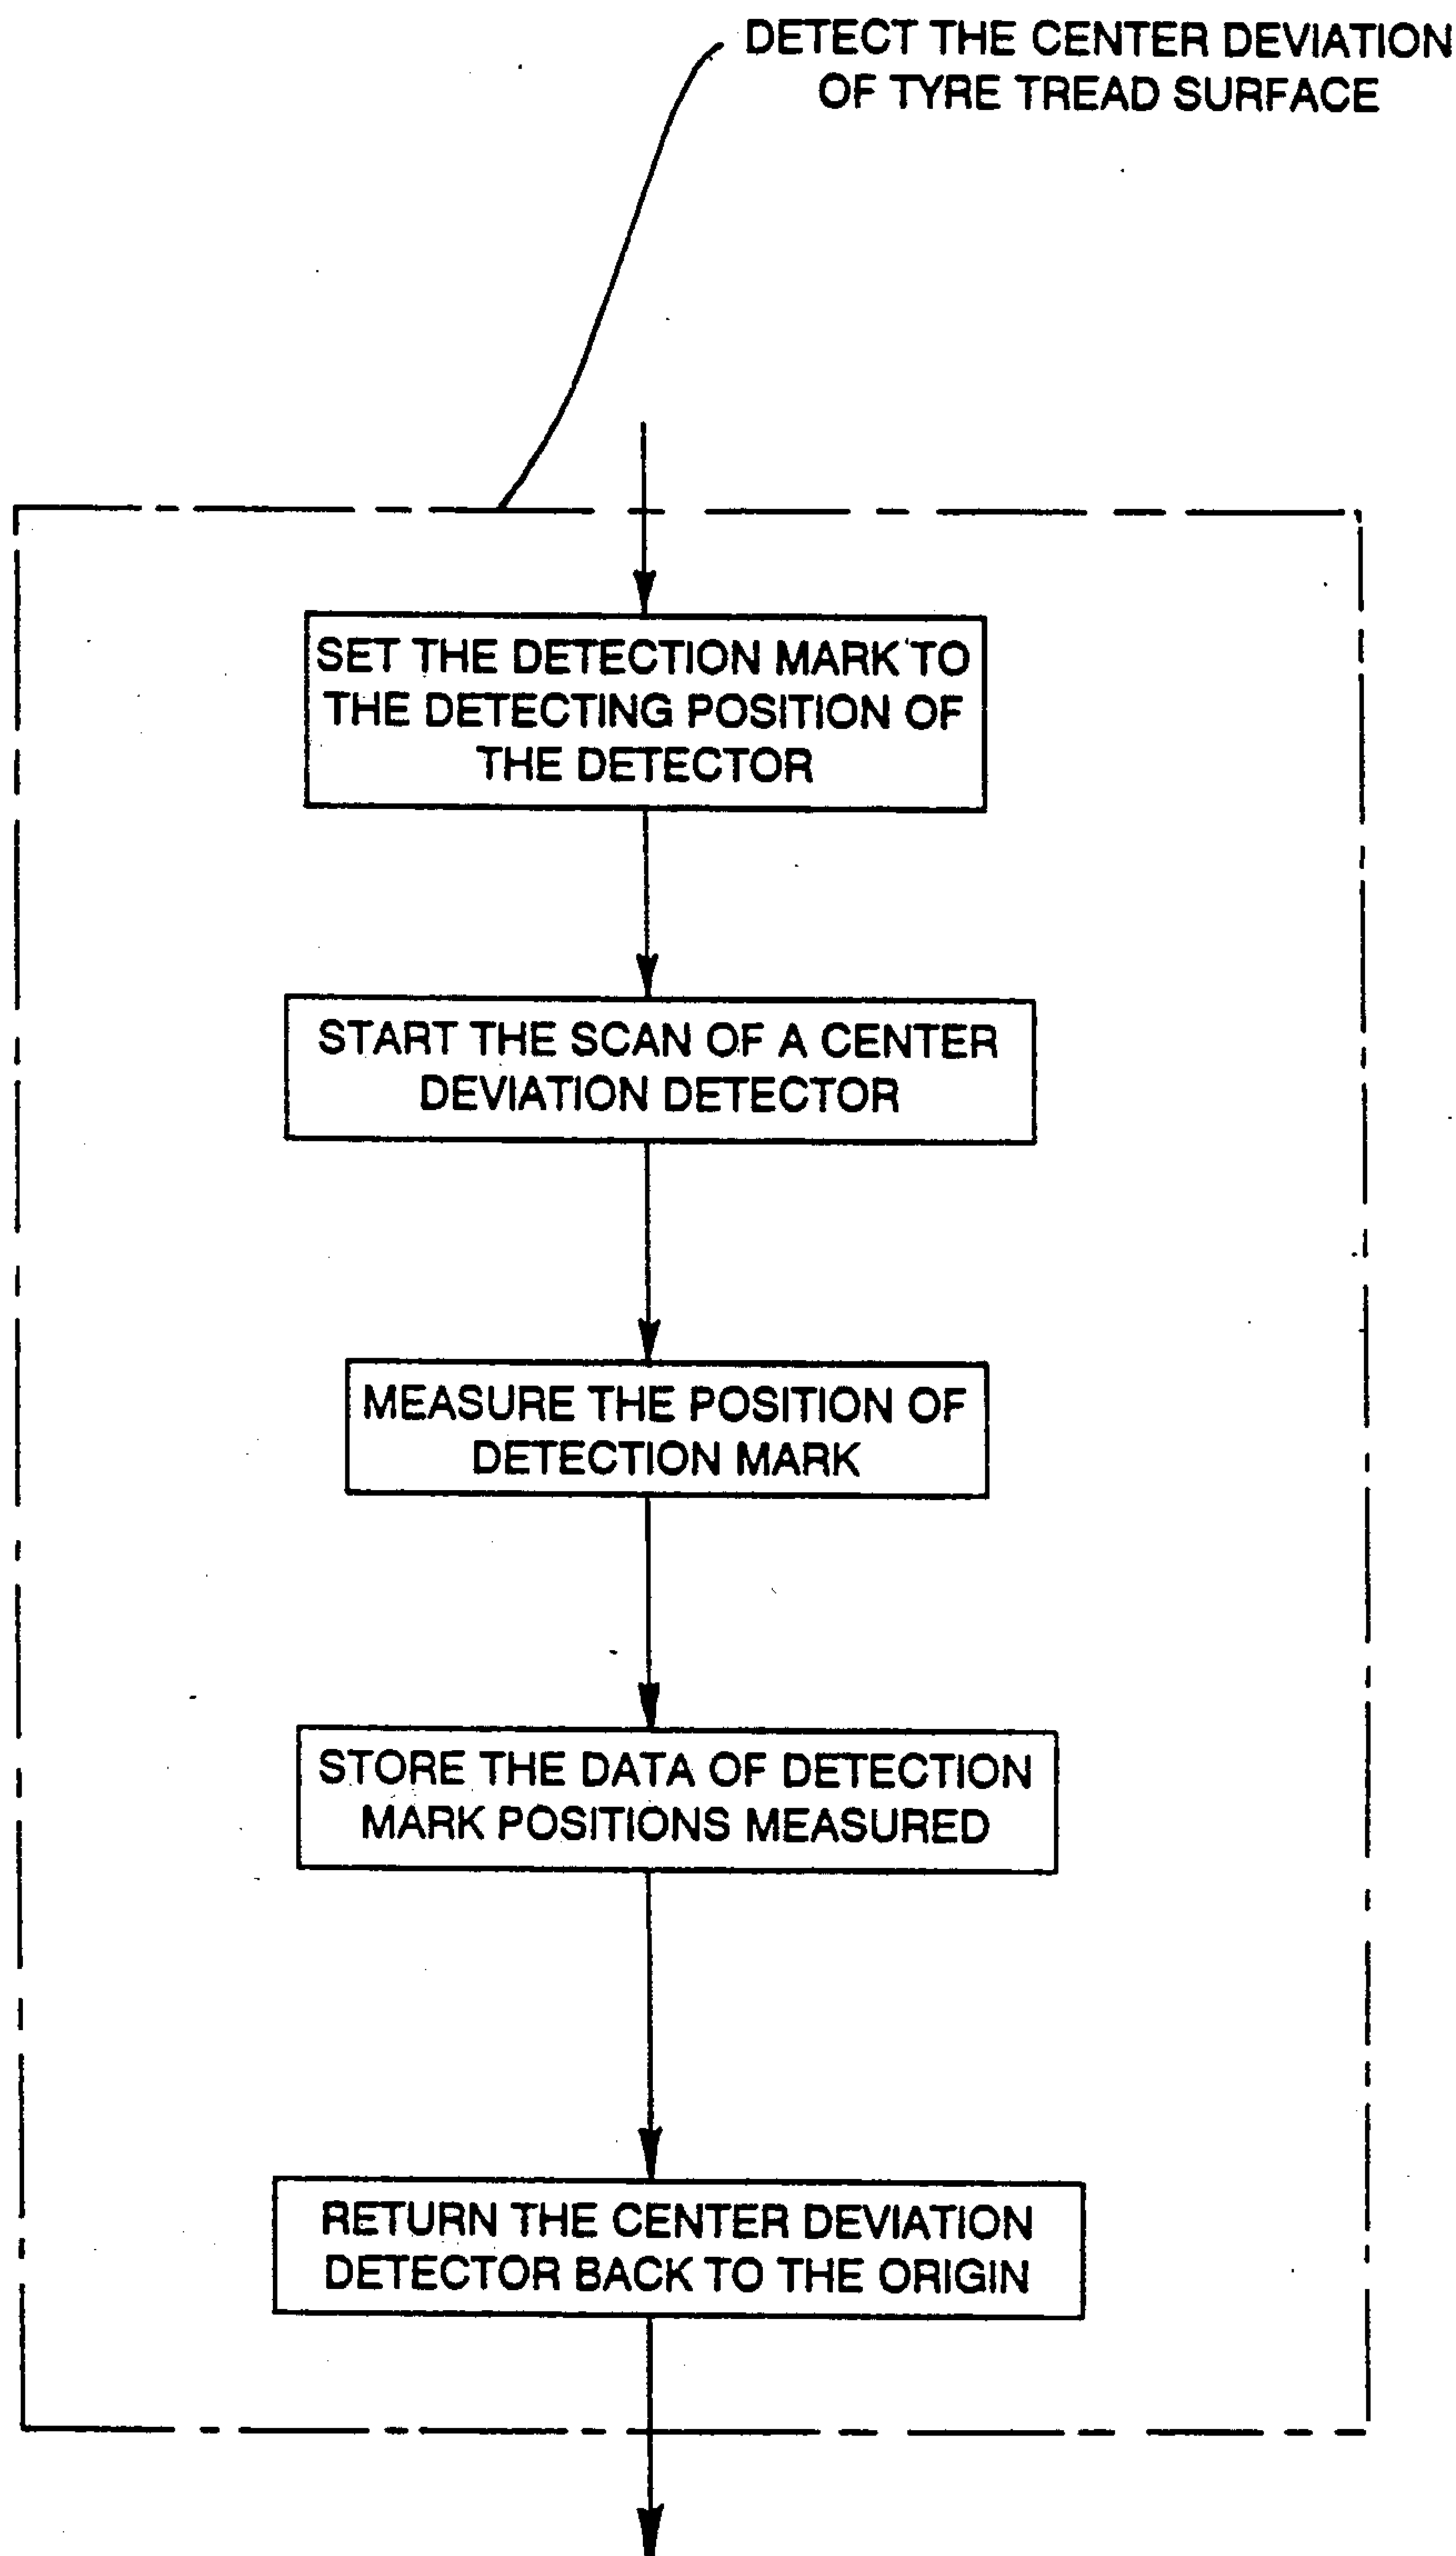 DETECT THE CENTER DEVIATION
OF TYRE TREAD SURFACE
SET THE DETECTION MARK TO
THE DETECTING POSITION OF
THE DETECTOR
START THE SCAN OF A CENTER
DEVIATION DETECTOR
MEASURE THE POSITION OF
DETECTION MARK
STORE THE DATA OF DETECTION
MARK POSITIONS MEASURED
RETURN THE CENTER DEVIATION
DETECTOR BACK TO THE ORIGIN